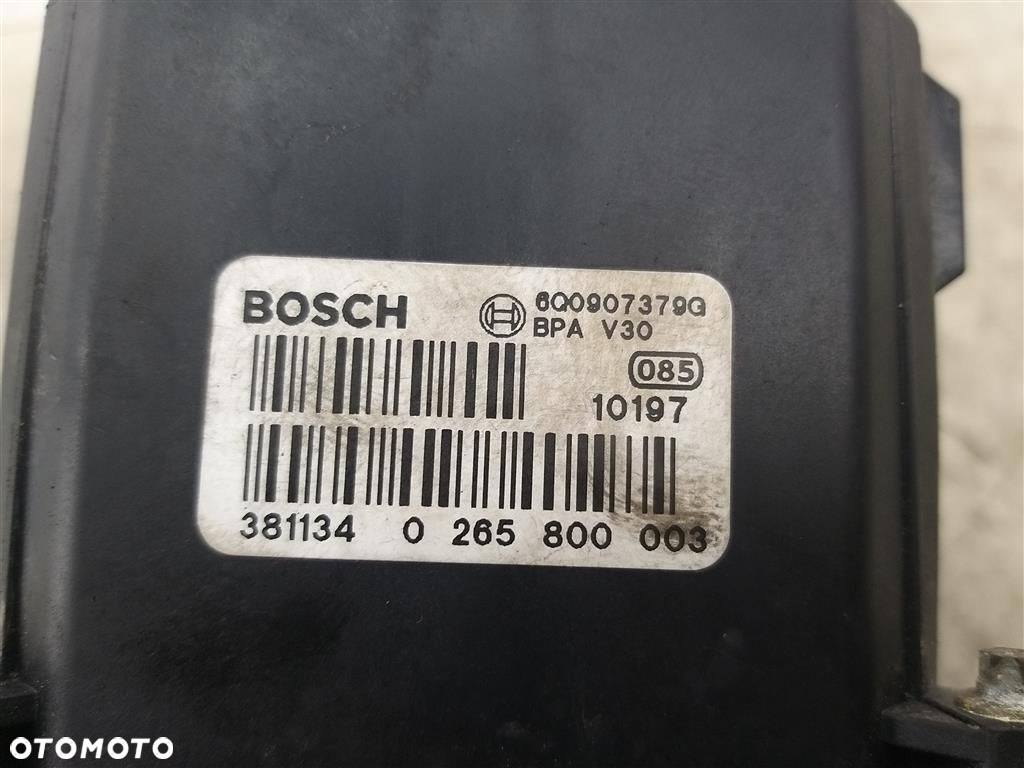 BOSCH 6Q0907379G
BPA V30
085
10197
381134 0 265 800 003
OTOMOTO